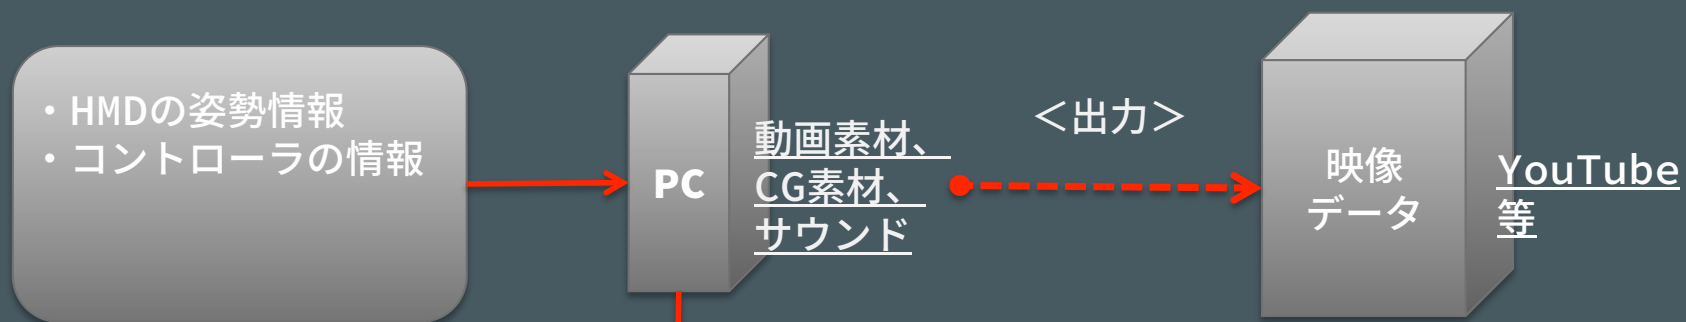 ・HMDの姿勢情報
・コントローラの情報
PC
動画素材、
CG素材、
サウンド
＜出力＞
映像
データ
YouTube
等